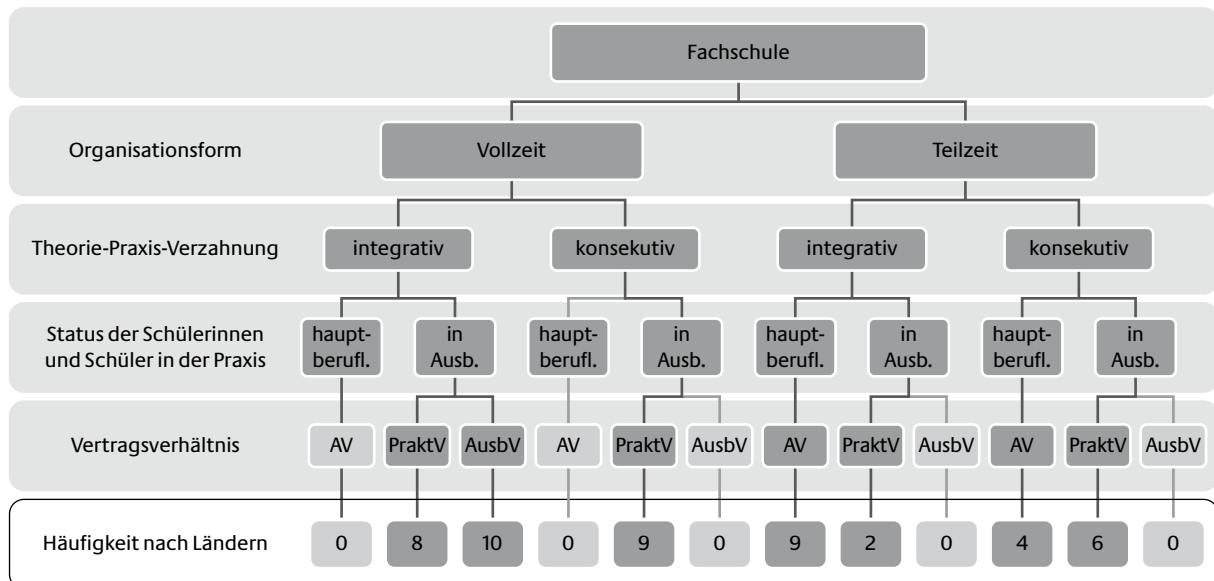 Fachschule
Organisationsform
Vollzeit
Teilzeit
Theorie-Praxis-Verzahnung
integrativ
konsekutiv
integrativ
konsekutiv
Status der Schülerinnen
und Schüler in der Praxis
haupt-
berufl.
in
Ausb.
haupt-
berufl.
in
Ausb.
haupt-
berufl.
in
Ausb.
haupt-
berufl.
in
Ausb.
Vertragsverhältnis
AV
PraktV
AusbV
AV
PraktV
AusbV
AV
PraktV
AusbV
AV
PraktV
AusbV
Häufigkeit nach Ländern
0
8
10
0
9
0
9
2
0
4
6
0